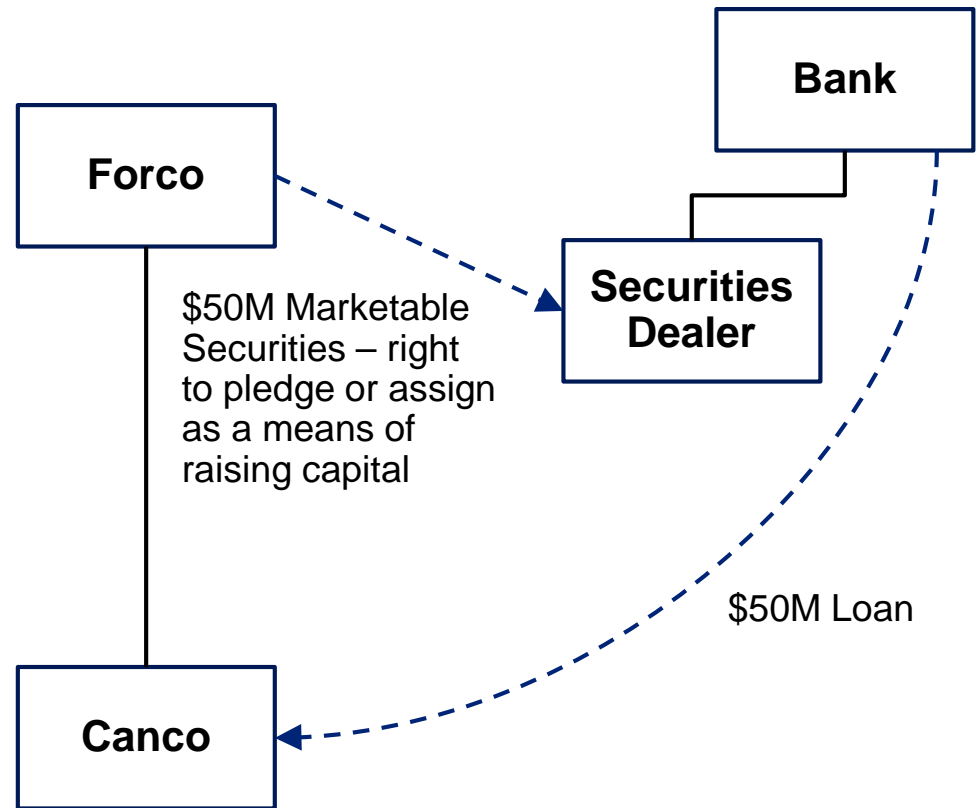 Bank
Forco
Securities
Dealer
$50M Marketable
Securities – right
to pledge or assign
as a means of
raising capital
$50M Loan
Canco